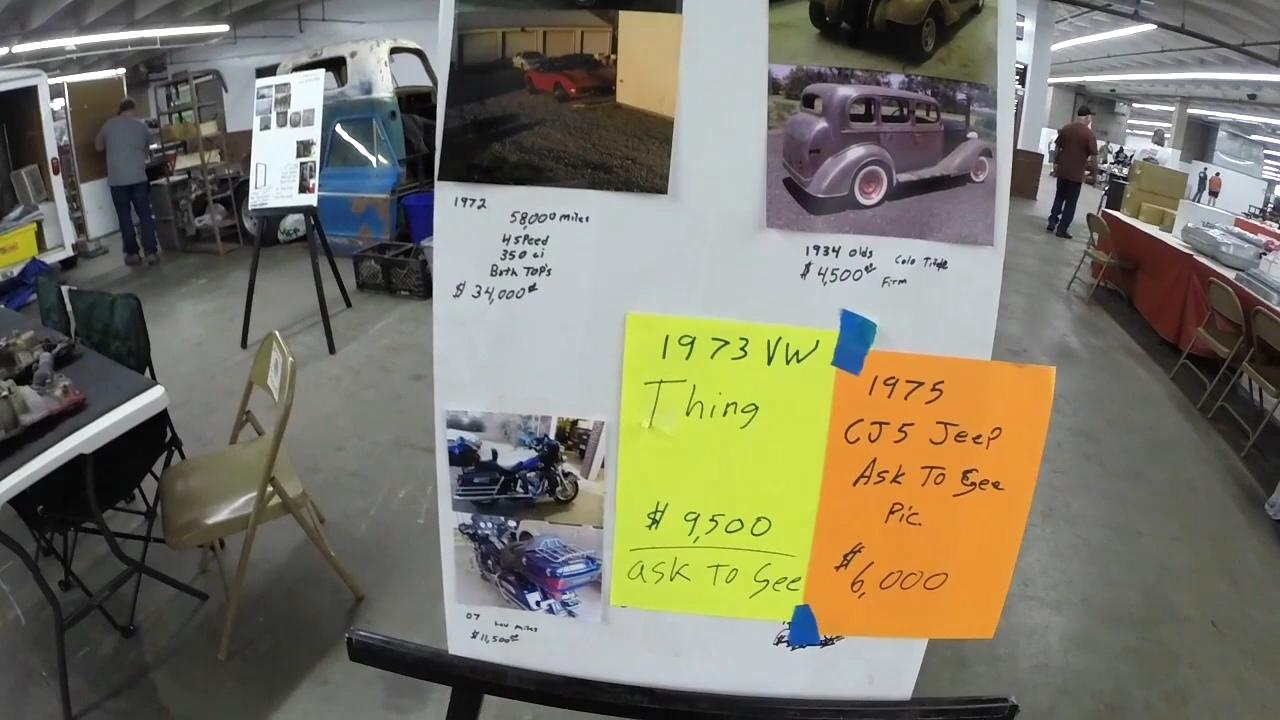 1972
58,000 miles
4 Speed
350 ci
Both Top's
$ 34,000
1934 Olds
Colo Title
$ 4,500
Firm
1973 VW
Thing
$ 9,500
ask To See
1975
CJ5 Jeep
Ask To See
Pic.
$ 6,000
07 Low miles
$11,500